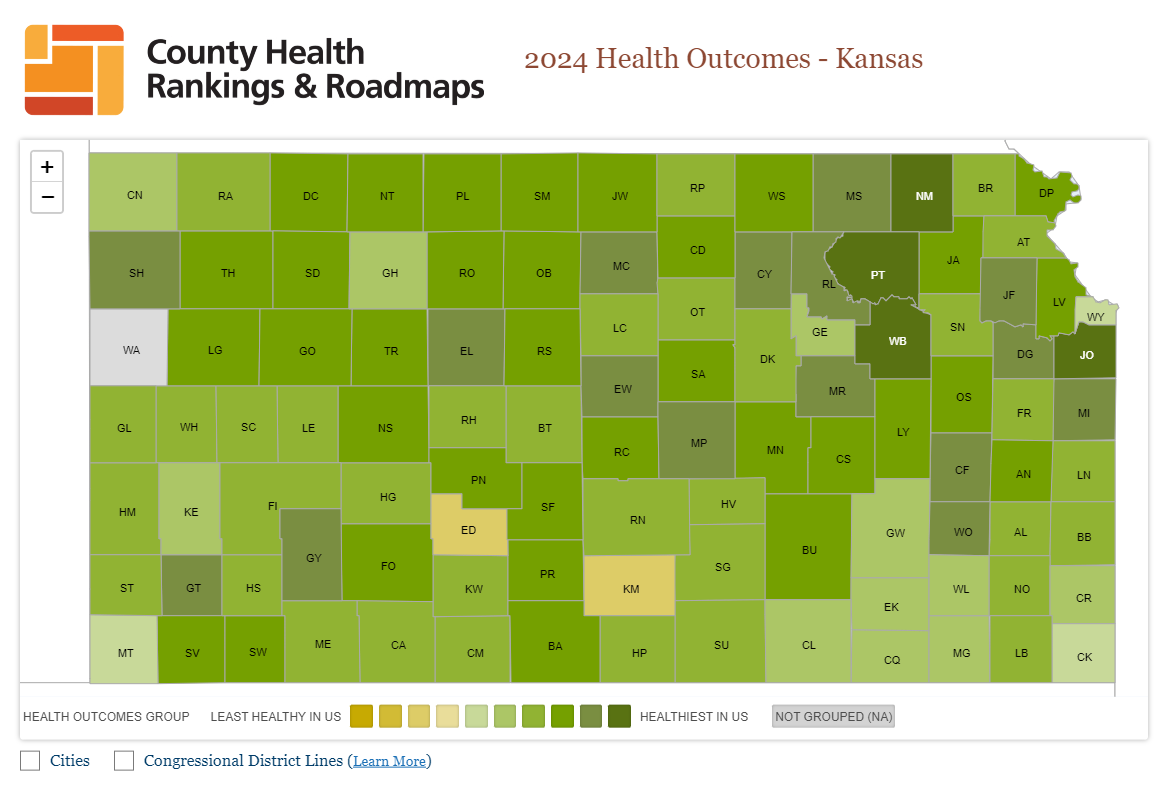 County Health
Rankings & Roadmaps
2024 Health Outcomes - Kansas
+
−
CN RA DC NT PL SM JW RP WS MS NM BR DP
SH TH SD GH RO OB MC CD CY RL PT JA AT
JF LV WY
WA LG GO TR EL RS LC OT GE WB SN
DK DG JO
EW SA MR OS
GL WH SC LE NS RH BT RC MP MN CS LY FR MI
HM KE FI HG PN SF RN HV CF AN LN
ED GW WO AL BB
GY FO BU
ST GT HS KW PR KM SG WL NO CR
EK
MT SV SW ME CA CM BA HP SU CL CQ MG LB CK
HEALTH OUTCOMES GROUP LEAST HEALTHY IN US HEALTHIEST IN US NOT GROUPED (NA)
Cities Congressional District Lines (Learn More)